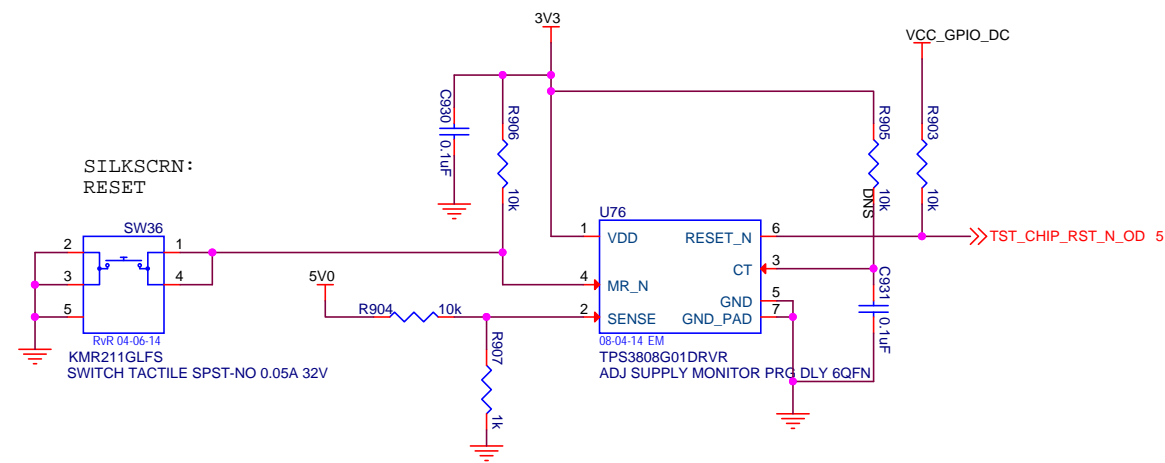 3V3
VCC_GPIO_DC
C930
0.1uF
R906
10k
R905
10k
DNS
R903
10k
SILKSCRN:
RESET
SW36
2
3
5
1
4
RvR 04-06-14
KMR211GLFS
SWITCH TACTILE SPST-NO 0.05A 32V
5V0
R904
10k
R907
1k
U76
1
VDD
4
MR_N
2
SENSE
RESET_N
6
CT
3
GND
5
GND_PAD
7
08-04-14 EM
TPS3808G01DRVR
ADJ SUPPLY MONITOR PRG DLY 6QFN
C931
0.1uF
TST_CHIP_RST_N_OD 5